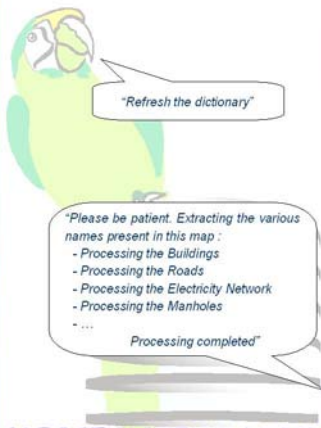 “Refresh the dictionary”
“Please be patient. Extracting the various
names present in this map :
- Processing the Buildings
- Processing the Roads
- Processing the Electricity Network
- Processing the Manholes
- …
Processing completed”